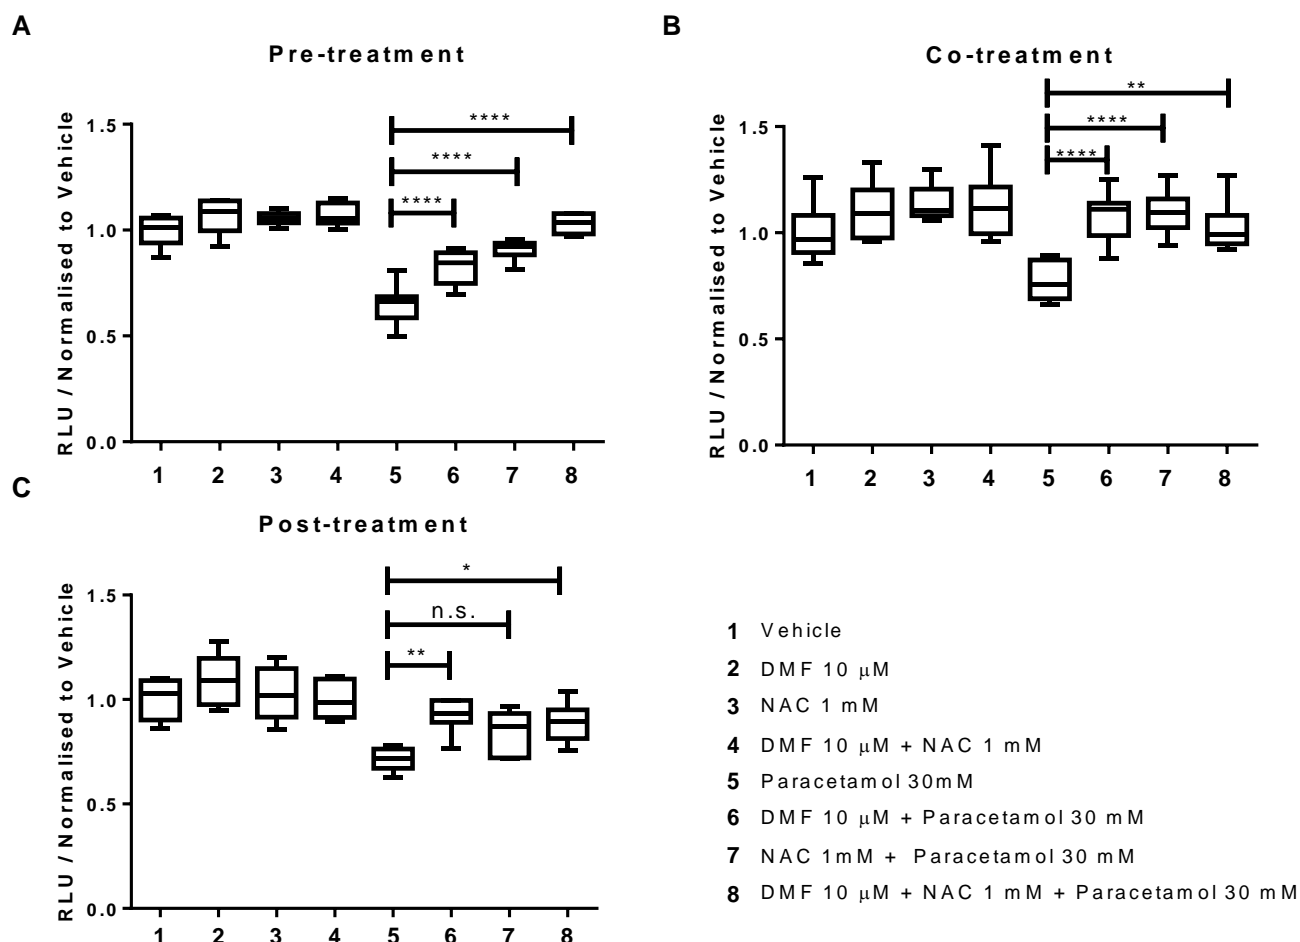 A
Pre-treatment
RLU / Normalised to Vehicle
1.5
1.0
0.5
0.0
****
****
****
1 2 3 4 5 6 7 8
B
Co-treatment
RLU / Normalised to Vehicle
1.5
1.0
0.5
0.0
**
****
****
1 2 3 4 5 6 7 8
C
Post-treatment
RLU / Normalised to Vehicle
1.5
1.0
0.5
0.0
*
n.s.
**
1 2 3 4 5 6 7 8
1 Vehicle
2 DMF 10 μM
3 NAC 1 mM
4 DMF 10 μM + NAC 1 mM
5 Paracetamol 30mM
6 DMF 10 μM + Paracetamol 30 mM
7 NAC 1mM + Paracetamol 30 mM
8 DMF 10 μM + NAC 1 mM + Paracetamol 30 mM